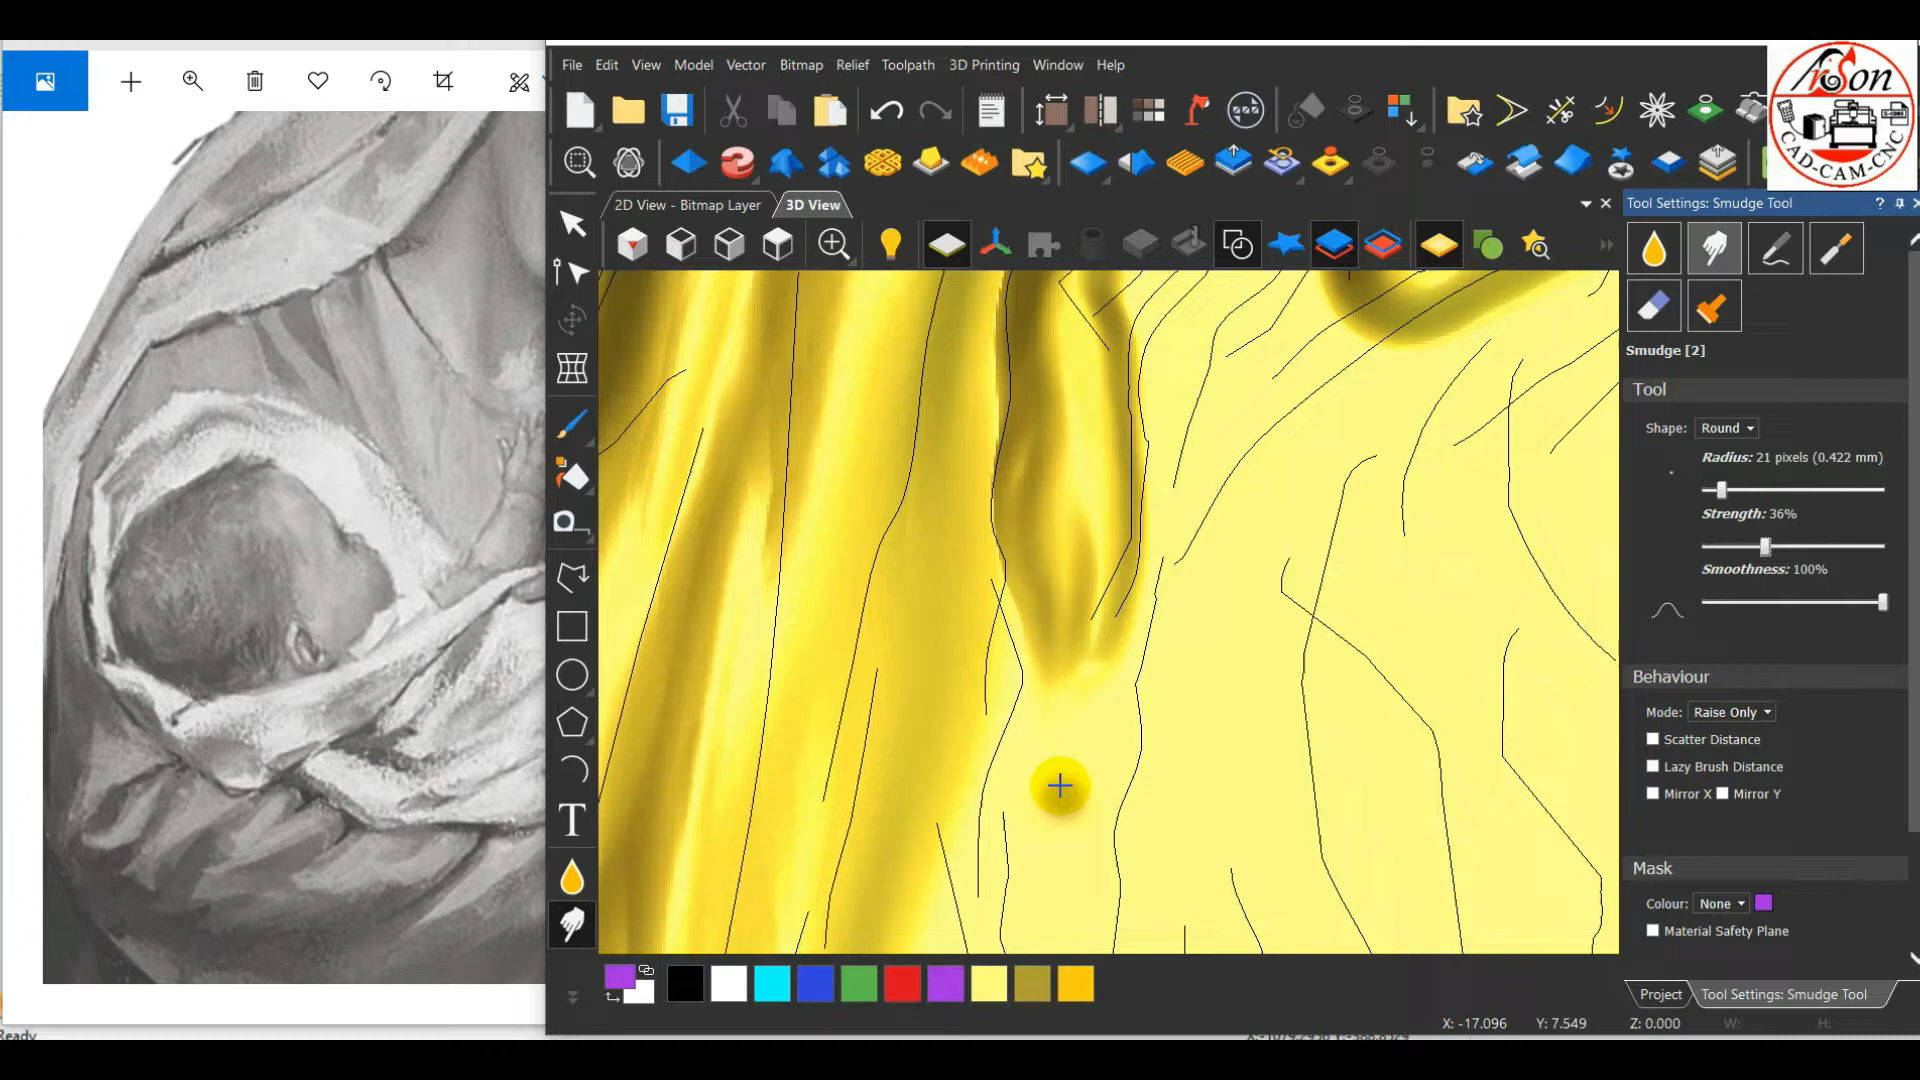 File Edit View Model Vector Bitmap Relief Toolpath 3D Printing Window Help
ArtSon
CAD-CAM-CNC
2D View - Bitmap Layer
3D View
Tool Settings: Smudge Tool
Smudge [2]
Tool
Shape: Round
Radius: 21 pixels (0.422 mm)
Strength: 36%
Smoothness: 100%
Behaviour
Mode: Raise Only
Scatter Distance
Lazy Brush Distance
Mirror X Mirror Y
Mask
Colour: None
Material Safety Plane
Project
Tool Settings: Smudge Tool
X: -17.096 Y: 7.549 Z: 0.000 W: H:
Ready